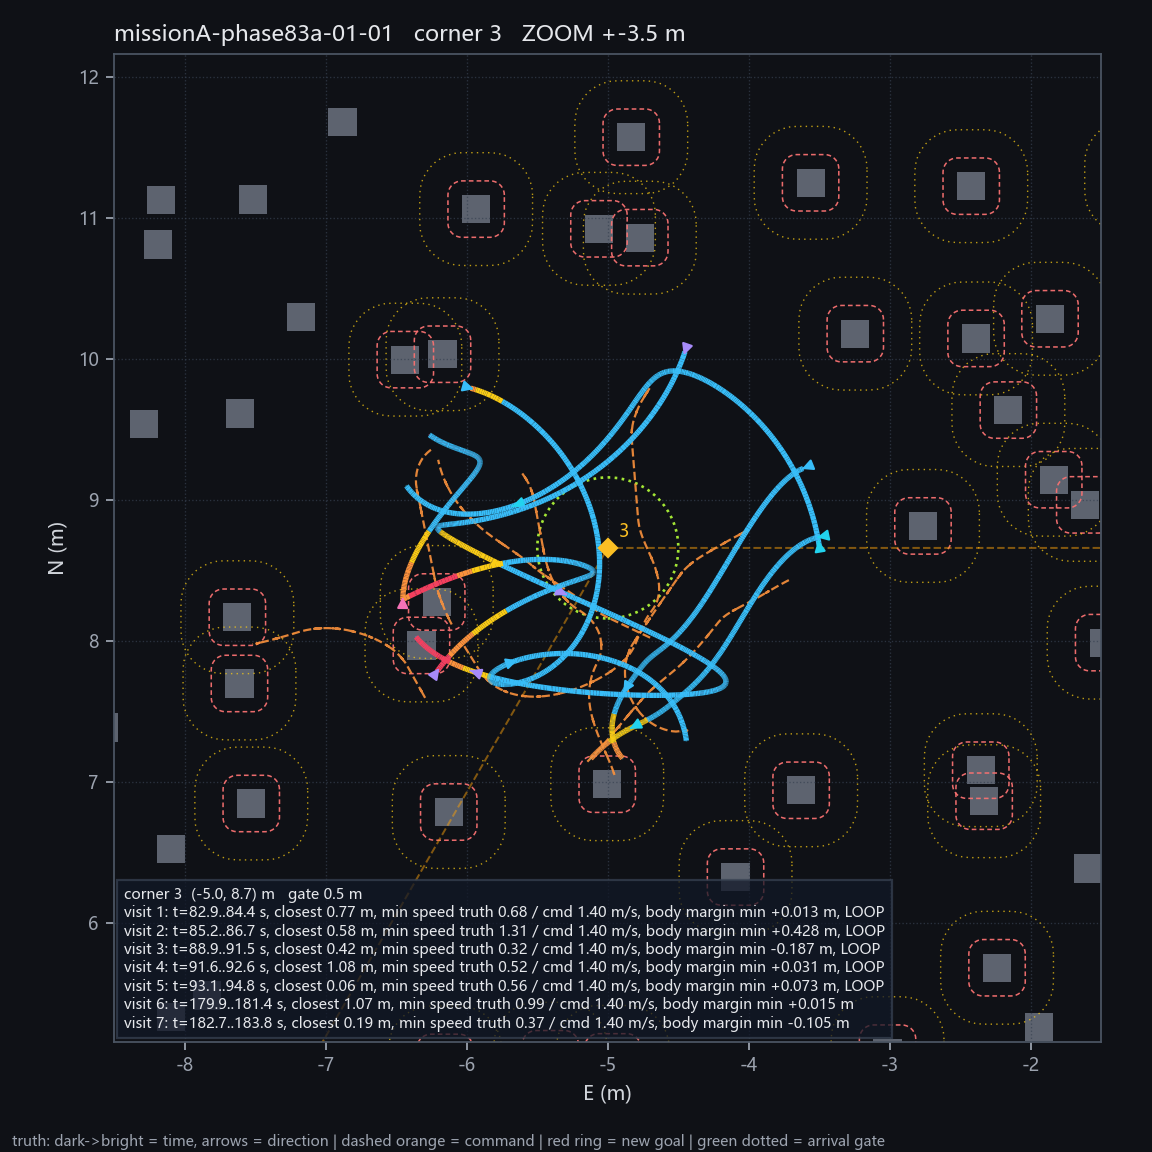 missionA-phase83a-01-01   corner 3   ZOOM +-3.5 m
12
11
10
9
8
7
6
N (m)
3
corner 3  (-5.0, 8.7) m   gate 0.5 m
visit 1: t=82.9..84.4 s, closest 0.77 m, min speed truth 0.68 / cmd 1.40 m/s, body margin min +0.013 m, LOOP
visit 2: t=85.2..86.7 s, closest 0.58 m, min speed truth 1.31 / cmd 1.40 m/s, body margin min +0.428 m, LOOP
visit 3: t=88.9..91.5 s, closest 0.42 m, min speed truth 0.32 / cmd 1.40 m/s, body margin min -0.187 m, LOOP
visit 4: t=91.6..92.6 s, closest 1.08 m, min speed truth 0.52 / cmd 1.40 m/s, body margin min +0.031 m, LOOP
visit 5: t=93.1..94.8 s, closest 0.06 m, min speed truth 0.56 / cmd 1.40 m/s, body margin min +0.073 m, LOOP
visit 6: t=179.9..181.4 s, closest 1.07 m, min speed truth 0.99 / cmd 1.40 m/s, body margin min +0.015 m
visit 7: t=182.7..183.8 s, closest 0.19 m, min speed truth 0.37 / cmd 1.40 m/s, body margin min -0.105 m
-8 -7 -6 -5 -4 -3 -2
E (m)
truth: dark->bright = time, arrows = direction | dashed orange = command | red ring = new goal | green dotted = arrival gate